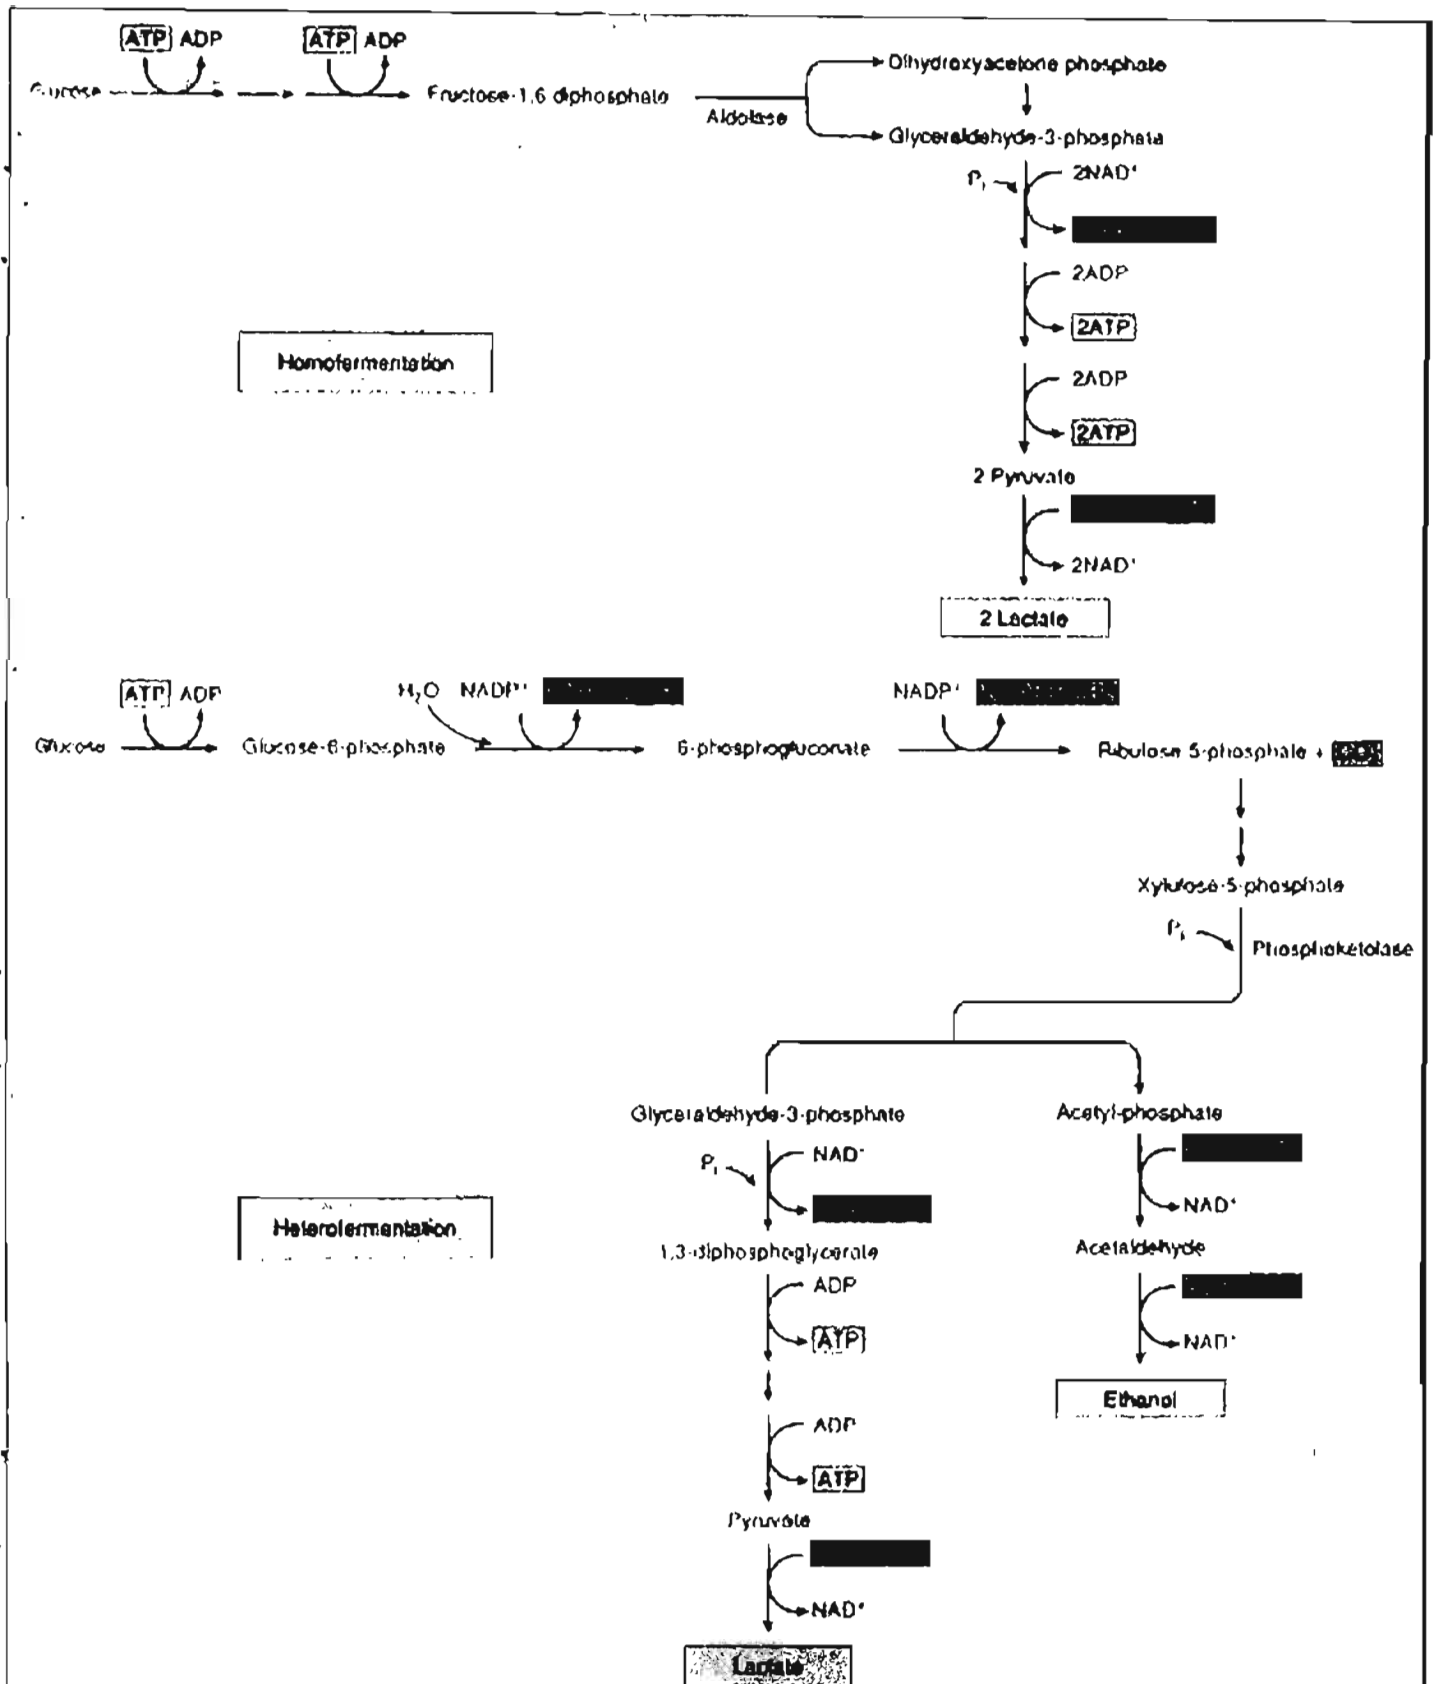 ATP ADP ATP ADP
Glucose Fructose-1,6 diphosphate
Aldolase
Dihydroxyacetone phosphate
Glyceraldehyde-3-phosphate
Pi 2NAD+
2ADP
2ATP
Homofermentation
2ADP
2ATP
2 Pyruvate
2NAD+
2 Lactate
ATP ADP H2O NADP+ NADP+
Glucose Glucose-6-phosphate 6-phosphogluconate Ribulose 5-phosphate + CO2
Xylulose-5-phosphate
Pi Phosphoketolase
Glyceraldehyde-3-phosphate Acetyl-phosphate
Pi NAD+
NAD+
Heterofermentation
1,3-diphosphoglycerate Acetaldehyde
ADP
ATP NAD+
Ethanol
ADP
ATP
Pyruvate
NAD+
Lactate